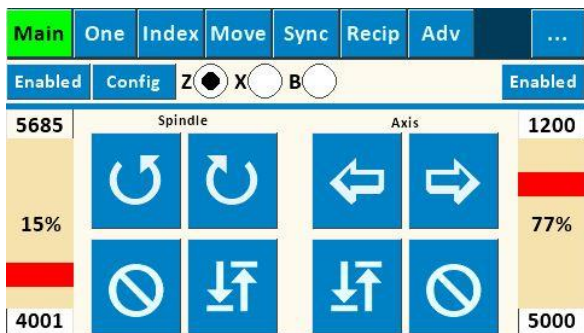 Main One Index Move Sync Recip Adv ...
Enabled Config Z X B Enabled
5685 Spindle Axis 1200
15% 77%
4001 5000